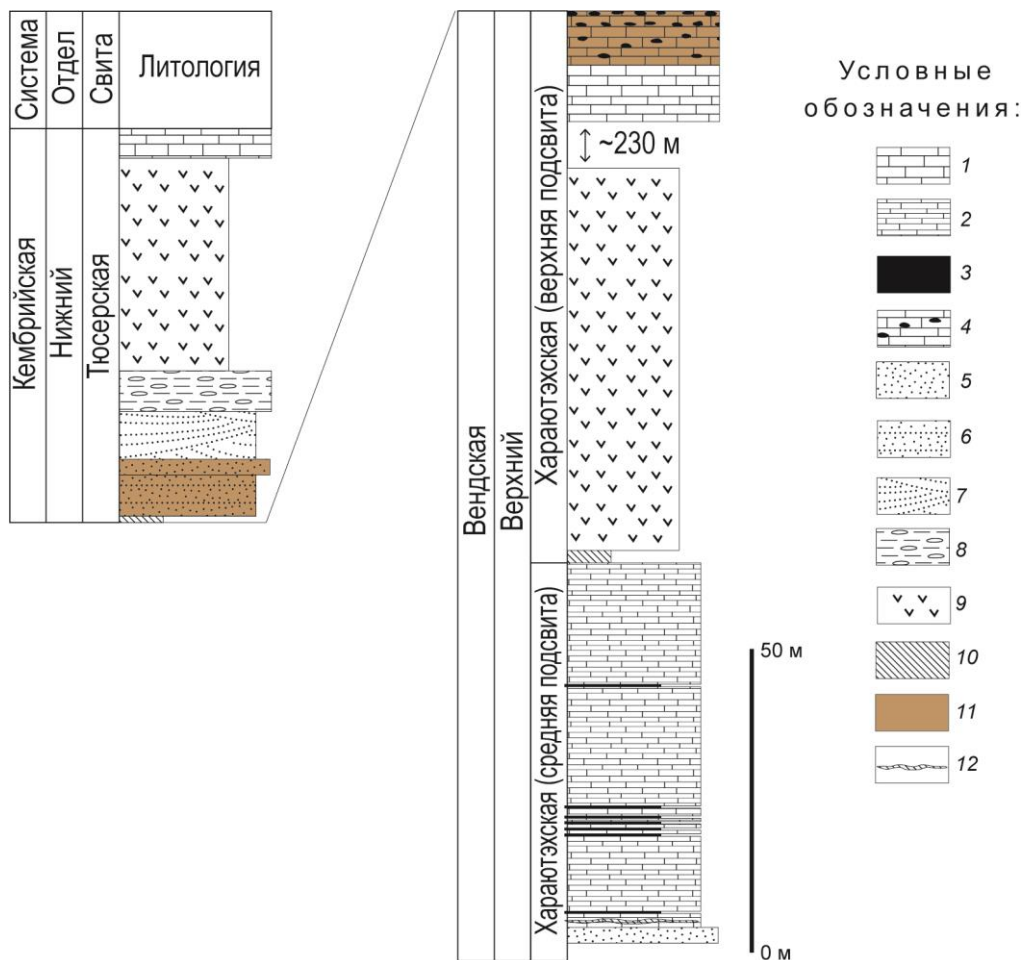 Система
Отдел
Свита
Литология
Кембрийская
Нижний
Тюсерская
Вендская
Верхний
Хараютэхская (верхняя подсвита)
~230 м
Хараютэхская (средняя подсвита)
50 м
0 м
Условные
обозначения:
1
2
3
4
5
6
7
8
9
10
11
12